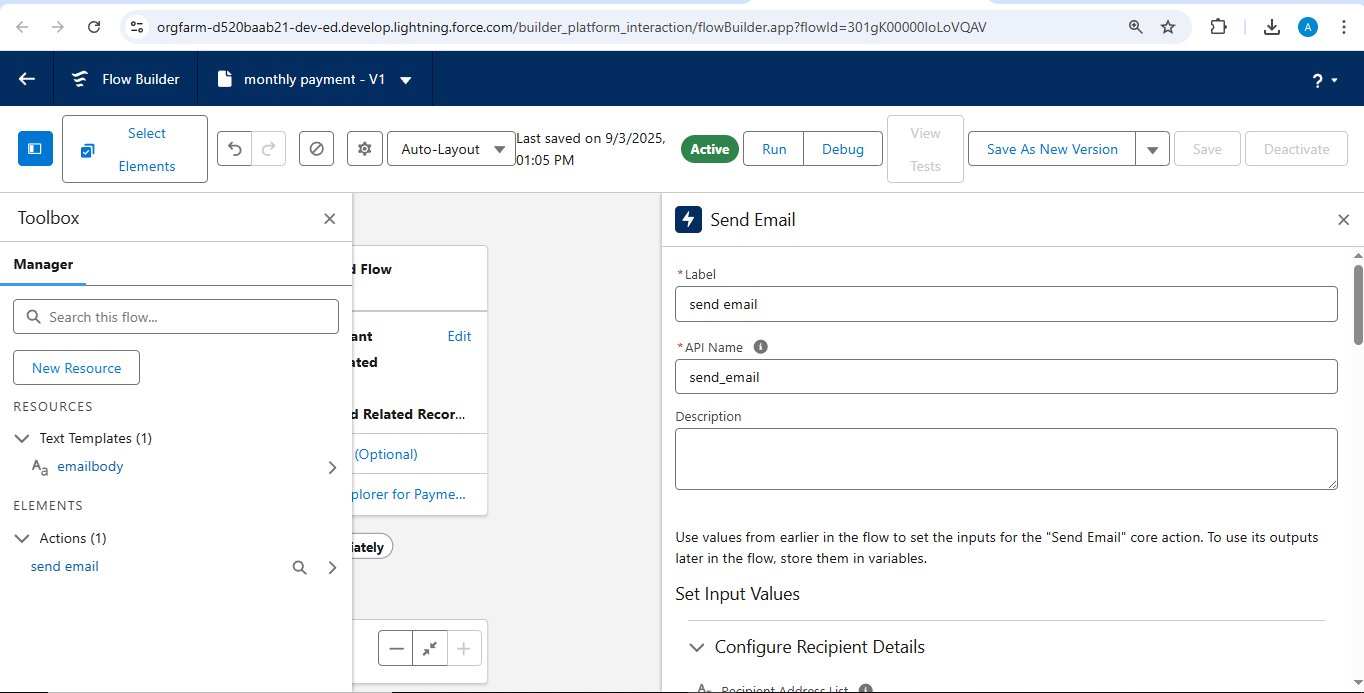 orgfarm-d520baab21-dev-ed.develop.lightning.force.com/builder_platform_interaction/flowBuilder.app?flowId=301gK00000IoLoVQAV
A
Flow Builder
monthly payment - V1
?
Select
Elements
Auto-Layout
Last saved on 9/3/2025,
01:05 PM
Active
Run
Debug
View
Tests
Save As New Version
Save
Deactivate
Toolbox
Manager
Search this flow...
New Resource
RESOURCES
Text Templates (1)
Aa emailbody
ELEMENTS
Actions (1)
send email
d Flow
ant
Edit
ated
d Related Recor...
(Optional)
plorer for Payme...
iately
Send Email
*Label
send email
*API Name
send_email
Description
Use values from earlier in the flow to set the inputs for the "Send Email" core action. To use its outputs
later in the flow, store them in variables.
Set Input Values
Configure Recipient Details
Recipient Address List